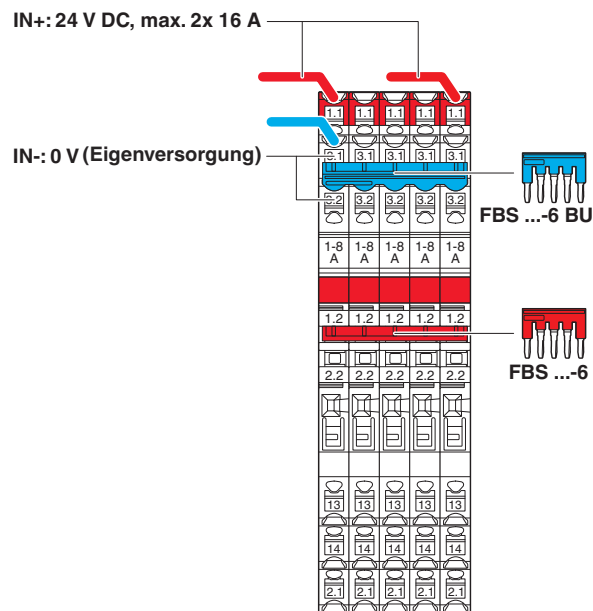 IN+: 24 V DC, max. 2x 16 A
1.1 1.1 1.1 1.1 1.1
IN-: 0 V (Eigenversorgung)
3.1 3.1 3.1 3.1 3.1
3.2 3.2 3.2 3.2 3.2
FBS ...-6 BU
1-8 1-8 1-8 1-8 1-8
A A A A A
1.2 1.2 1.2 1.2 1.2
2.2 2.2 2.2 2.2 2.2
FBS ...-6
13 13 13 13 13
14 14 14 14 14
2.1 2.1 2.1 2.1 2.1